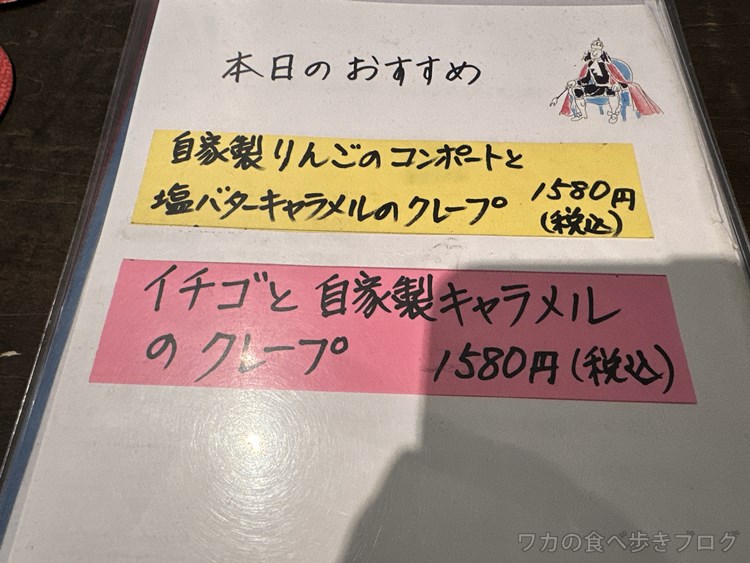 本日のおすすめ
自家製りんごのコンポートと
塩バターキャラメルのクレープ 1580円
(税込)
イチゴと自家製キャラメル
のクレープ 1580円(税込)
ワカの食べ歩きブログ